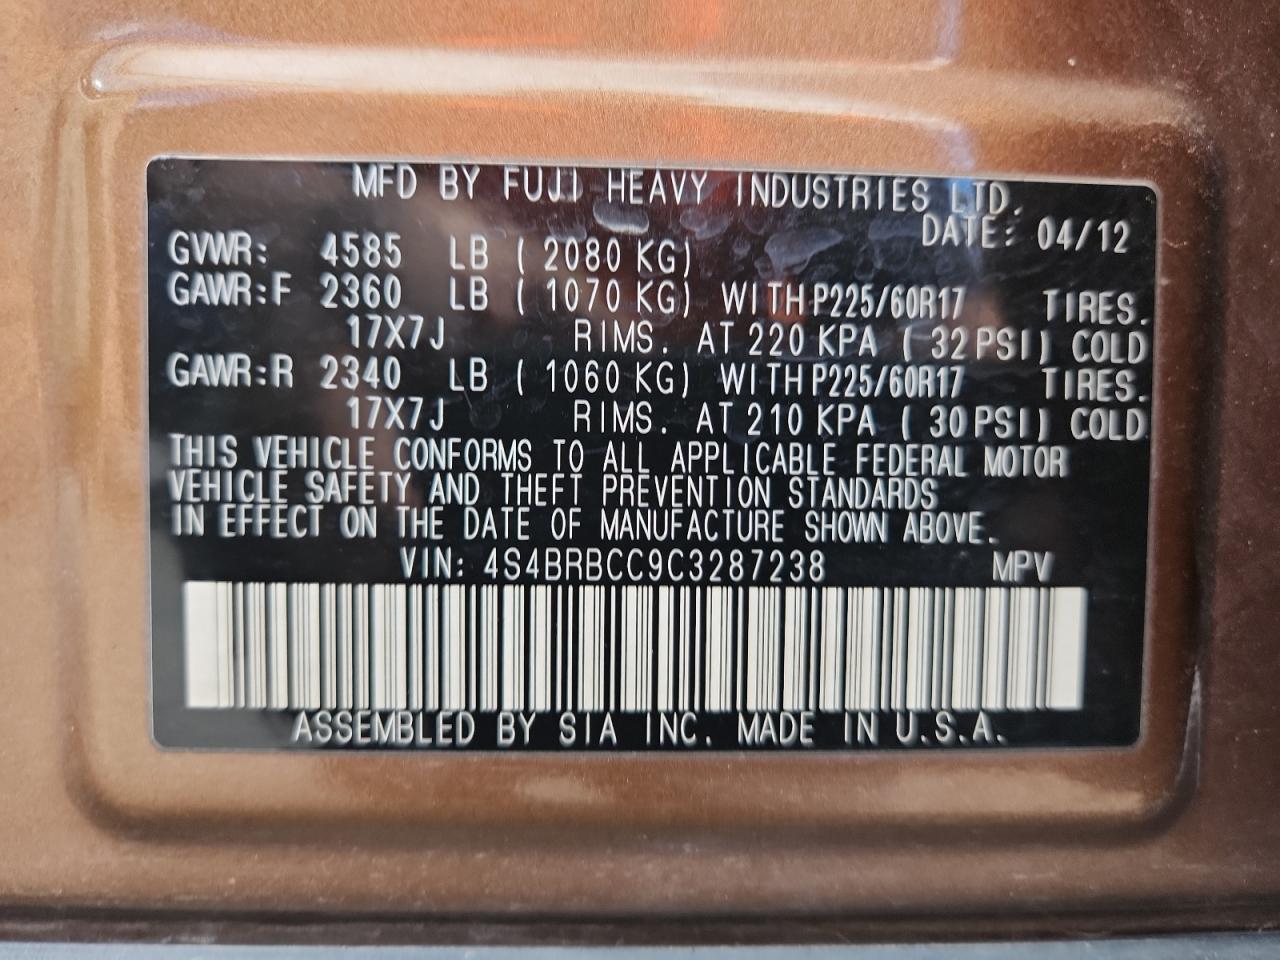 MFD BY FUJI HEAVY INDUSTRIES LTD.
DATE: 04/12
GVWR: 4585 LB ( 2080 KG)
GAWR:F 2360 LB ( 1070 KG) WITH P225/60R17 TIRES.
17X7J RIMS. AT 220 KPA ( 32 PSI) COLD
GAWR:R 2340 LB ( 1060 KG) WITH P225/60R17 TIRES.
17X7J RIMS. AT 210 KPA ( 30 PSI) COLD
THIS VEHICLE CONFORMS TO ALL APPLICABLE FEDERAL MOTOR
VEHICLE SAFETY AND THEFT PREVENTION STANDARDS
IN EFFECT ON THE DATE OF MANUFACTURE SHOWN ABOVE.
VIN: 4S4BRBCC9C3287238 MPV
ASSEMBLED BY SIA INC. MADE IN U.S.A.